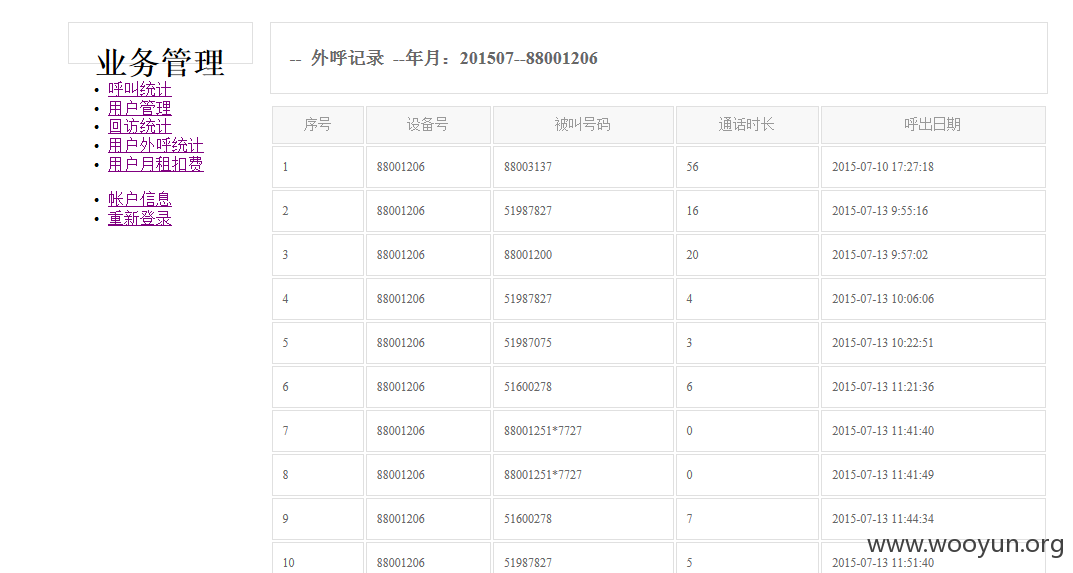 业务管理
呼叫统计
用户管理
回访统计
用户外呼统计
用户月租扣费
帐户信息
重新登录
-- 外呼记录 --年月：201507--88001206
序号 设备号 被叫号码 通话时长 呼出日期
1 88001206 88003137 56 2015-07-10 17:27:18
2 88001206 51987827 16 2015-07-13 9:55:16
3 88001206 88001200 20 2015-07-13 9:57:02
4 88001206 51987827 4 2015-07-13 10:06:06
5 88001206 51987075 3 2015-07-13 10:22:51
6 88001206 51600278 6 2015-07-13 11:21:36
7 88001206 88001251*7727 0 2015-07-13 11:41:40
8 88001206 88001251*7727 0 2015-07-13 11:41:49
9 88001206 51600278 7 2015-07-13 11:44:34
10 88001206 51987827 5 2015-07-13 11:51:40
www.wooyun.org